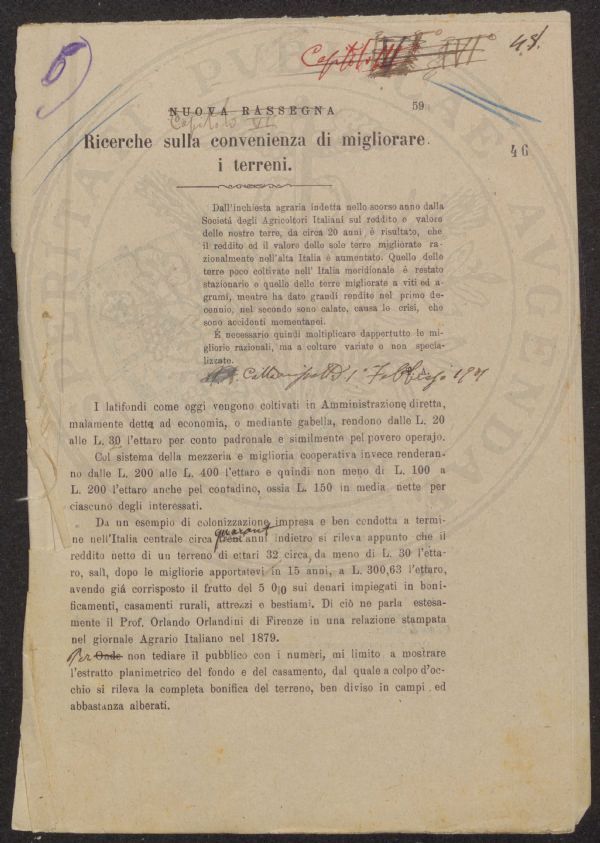 48.
59
NUOVA RASSEGNA
Capitolo VI
46
Ricerche sulla convenienza di migliorare
i terreni.
Dall'inchiesta agraria indetta nello scorso anno dalla
Società degli Agricoltori Italiani sul reddito e valore
delle nostre terre, da circa 20 anni, è risultato, che
il reddito ed il valore delle sole terre migliorate ra-
zionalmente nell'alta Italia è aumentato. Quello delle
terre poco coltivate nell' Italia meridionale è restato
stazionario e quello delle terre migliorate a viti ed a-
grumi, mentre ha dato grandi rendite nel primo de-
cennio, nel secondo sono calate, causa le crisi, che
sono accidenti momentanei.
É necessario quindi moltiplicare dappertutto le mi-
gliorie razionali, ma a colture variate e non specia-
lizzate.
Febbraio
I latifondi come oggi vengono coltivati in Amministrazione diretta,
malamente dette ad economia, o mediante gabella, rendono dalle L. 20
alle L. 30 l'ettaro per conto padronale e similmente pel povero operajo.
Col sistema della mezzeria e miglioria cooperativa invece renderan-
no dalle L. 200 alle L. 400 l'ettaro e quindi non meno di L. 100 a
L. 200 l'ettaro anche pel contadino, ossia L. 150 in media nette per
ciascuno degli interessati.
Da un esempio di colonizzazione impresa e ben condotta a termi-
ne nell'Italia centrale circa quarant'anni indietro si rileva appunto che il
reddito netto di un terreno di ettari 32 circa, da meno di L. 30 l'etta-
ro, salì, dopo le migliorie apportatevi in 15 anni, a L. 300,63 l'ettaro,
avendo giá corrisposto il frutto del 5 0|0 sui denari impiegati in boni-
ficamenti, casamenti rurali, attrezzi e bestiami. Di ciò ne parla estesa-
mente il Prof. Orlando Orlandini di Firenze in una relazione stampata
nel giornale Agrario Italiano nel 1879.
Per Onde non tediare il pubblico con i numeri, mi limito a mostrare
l'estratto planimetrico del fondo e del casamento, dal quale a colpo d'oc-
chio si rileva la completa bonifica del terreno, ben diviso in campi ed
abbastanza alberati.